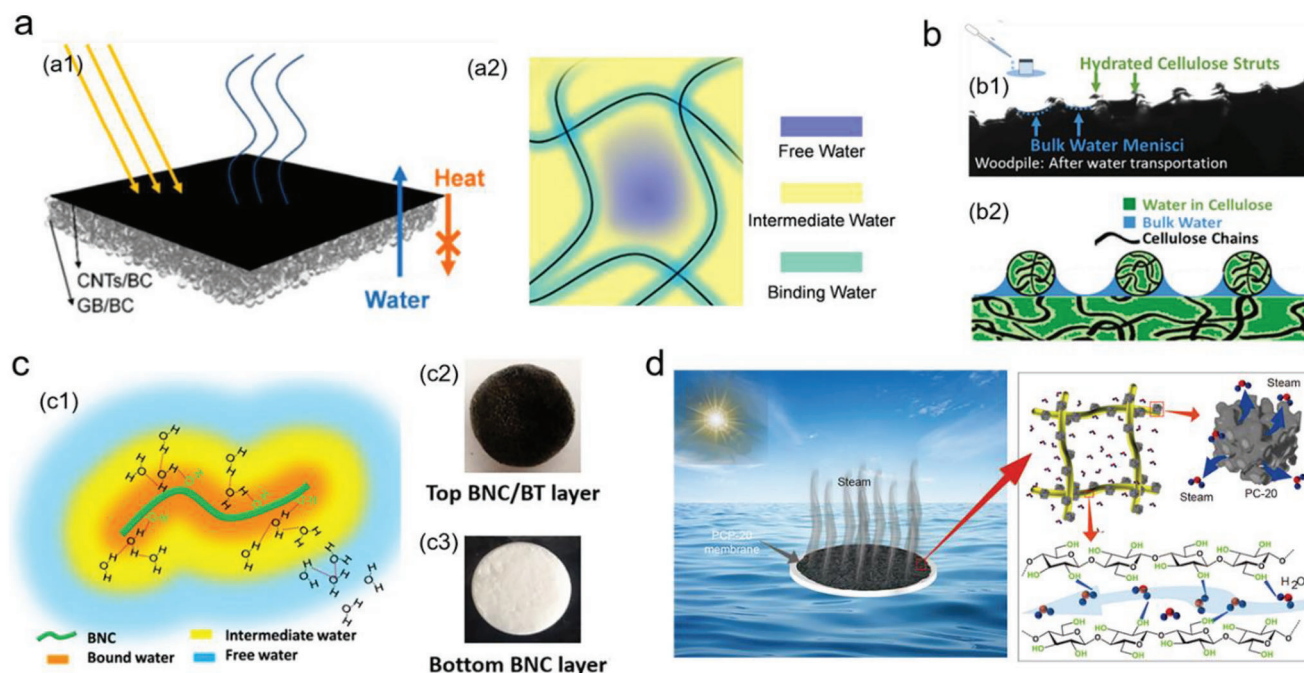 a
(a1)
CNTs/BC
GB/BC
Water
Heat
(a2)
Free Water
Intermediate Water
Binding Water
b
(b1)
Hydrated Cellulose Struts
Bulk Water Menisci
Woodpile: After water transportation
(b2)
Water in Cellulose
Bulk Water
Cellulose Chains
c
(c1)
BNC
Intermediate water
Bound water
Free water
(c2)
Top BNC/BT layer
(c3)
Bottom BNC layer
d
Steam
PCP-20
membrane
Steam
Steam
PC-20
H₂O